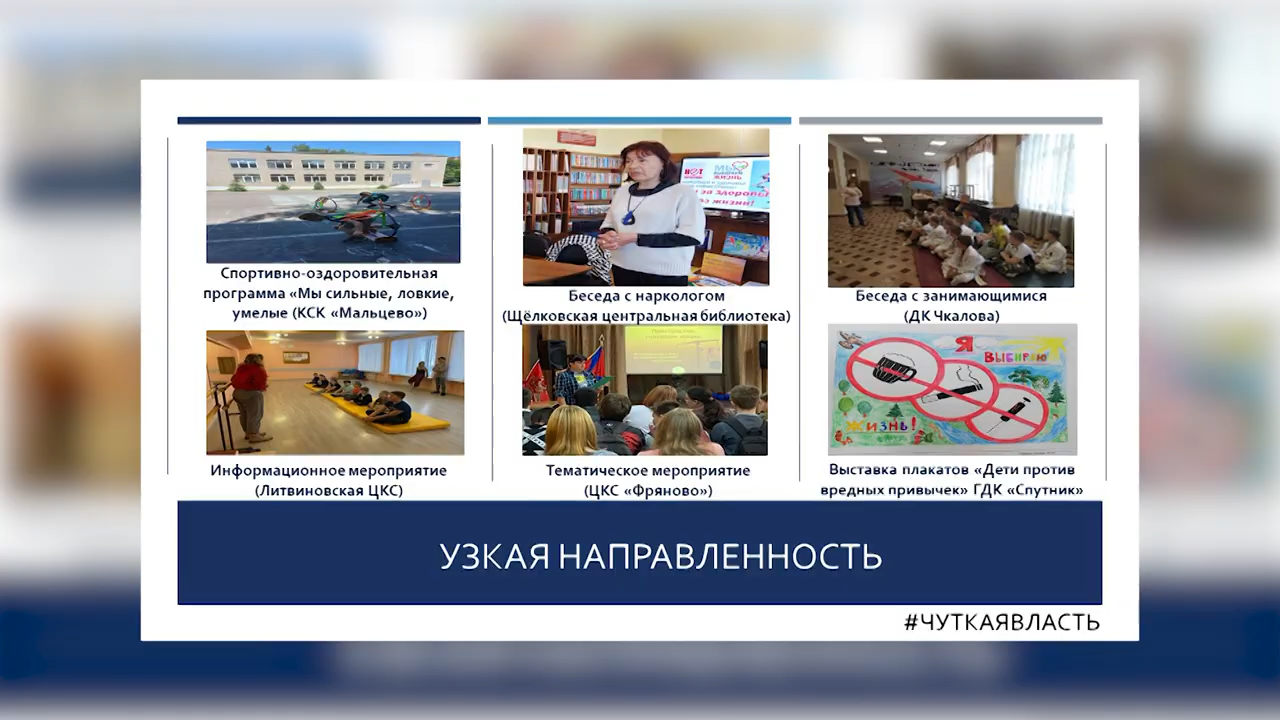 Спортивно-оздоровительная
программа «Мы сильные, ловкие,
умелые (КСК «Мальцево»)
Беседа с наркологом
(Щёлковская центральная библиотека)
за здоровье
Беседа с занимающимися
(ДК Чкалова)
Информационное мероприятие
(Литвиновская ЦКС)
Тематическое мероприятие
(ЦКС «Фряново»)
Я
ВЫБИРАЮ
ЖИЗНЬ!
Выставка плакатов «Дети против
вредных привычек» ГДК «Спутник»
УЗКАЯ НАПРАВЛЕННОСТЬ
#ЧУТКАЯВЛАСТЬ